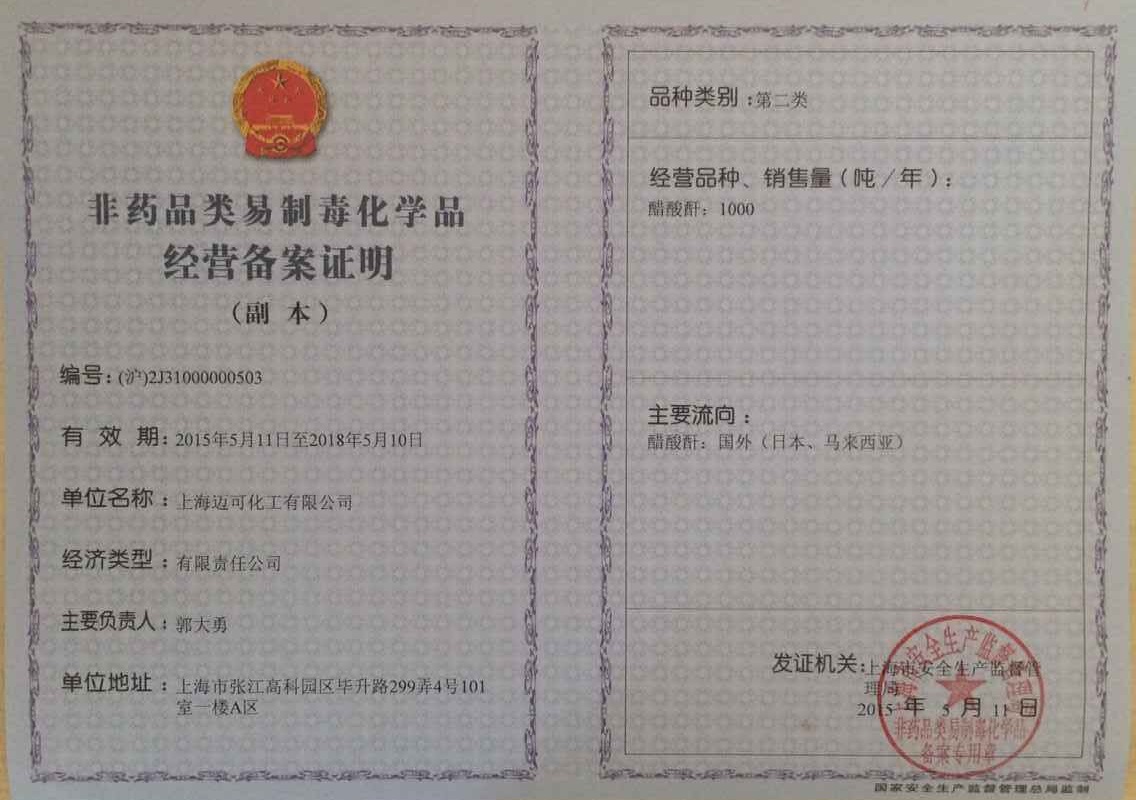 非药品类易制毒化学品
经营备案证明
（副 本）
编号：(沪)2J31000000503
有 效 期：2015年5月11日至2018年5月10日
单位名称：上海迈可化工有限公司
经济类型：有限责任公司
主要负责人：郭大勇
单位地址：上海市张江高科园区毕升路299弄4号101
室一楼A区
品种类别：第二类
经营品种、销售量（吨／年）：
醋酸酐：1000
主要流向：
醋酸酐：国外（日本、马来西亚）
发证机关：上海市安全生产监督管
理局
2015 年 5 月 11 日
上海市安全生产监督管理局
非药品类易制毒化学品
备案专用章
国家安全生产监督管理总局监制